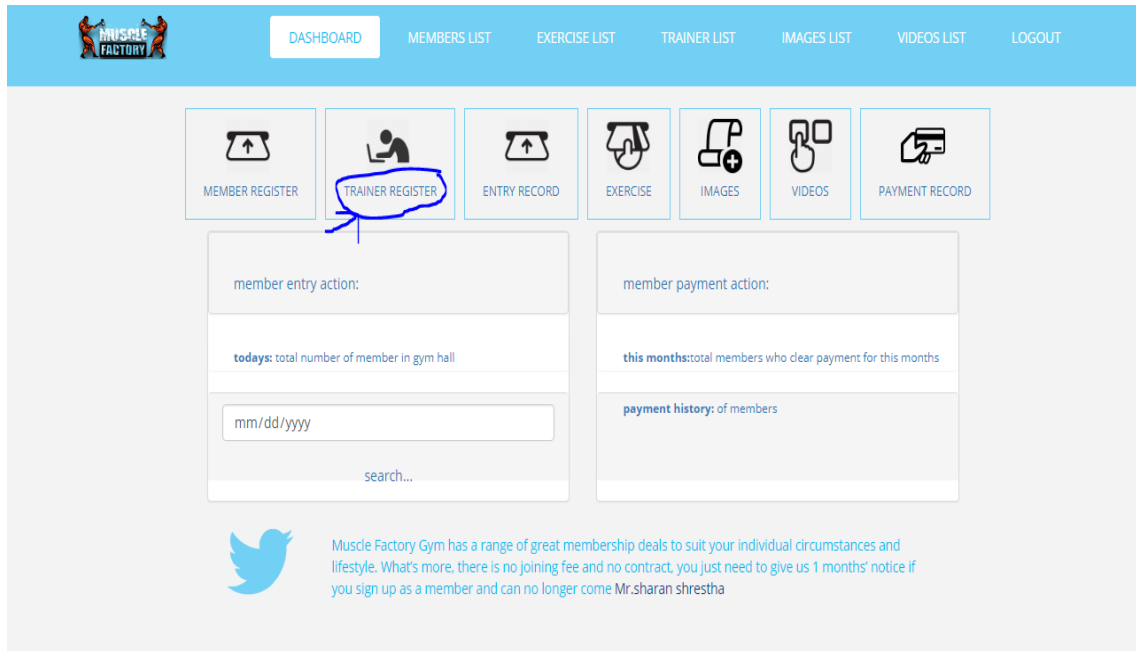 MUSCLE
FACTORY
DASHBOARD MEMBERS LIST EXERCISE LIST TRAINER LIST IMAGES LIST VIDEOS LIST LOGOUT
MEMBER REGISTER TRAINER REGISTER ENTRY RECORD EXERCISE IMAGES VIDEOS PAYMENT RECORD
member entry action:
todays: total number of member in gym hall
mm/dd/yyyy
search...
member payment action:
this months:total members who clear payment for this months
payment history: of members
Muscle Factory Gym has a range of great membership deals to suit your individual circumstances and
lifestyle. What's more, there is no joining fee and no contract, you just need to give us 1 months' notice if
you sign up as a member and can no longer come Mr.sharan shrestha